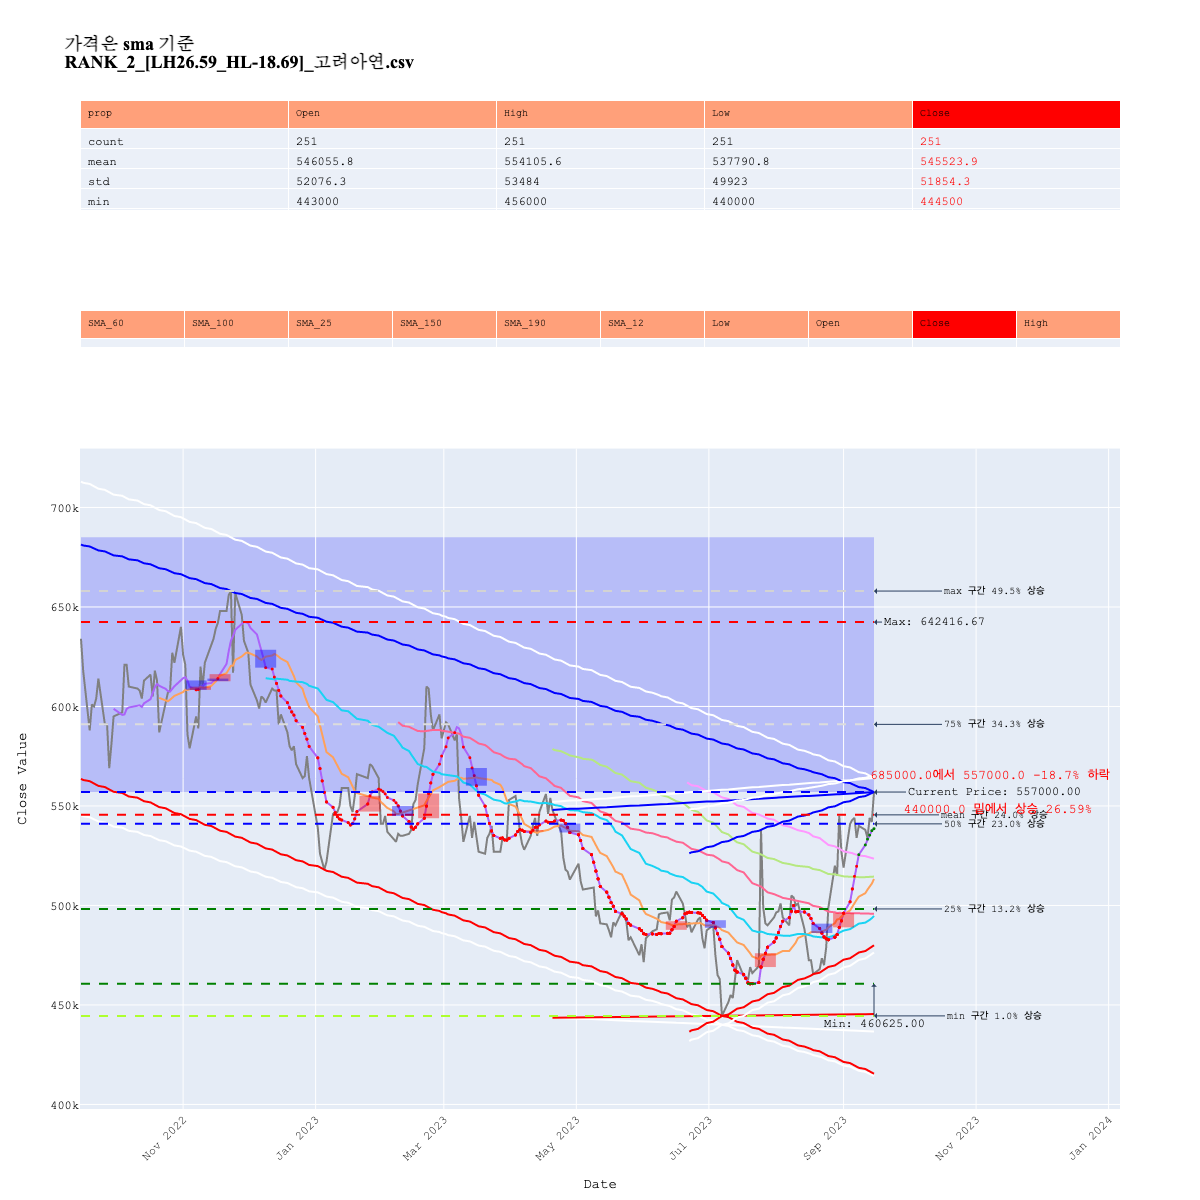 가격은 sma 기준
RANK_2_[LH26.59_HL-18.69]_고려아연.csv
prop Open High Low Close
count 251 251 251 251
mean 546055.8 554105.6 537790.8 545523.9
std 52076.3 53484 49923 51854.3
min 443000 456000 440000 444500
SMA_60 SMA_100 SMA_25 SMA_150 SMA_190 SMA_12 Low Open Close High
700k
650k
600k
550k
500k
450k
400k
Close Value
max 구간 49.5% 상승
Max: 642416.67
75% 구간 34.3% 상승
685000.0에서 557000.0 -18.7% 하락
Current Price: 557000.00
440000.0 밑에서 상승 26.59%
mean 구간 24.0% 상승
50% 구간 23.0% 상승
25% 구간 13.2% 상승
min 구간 1.0% 상승
Min: 460625.00
Nov 2022
Jan 2023
Mar 2023
May 2023
Jul 2023
Sep 2023
Nov 2023
Jan 2024
Date